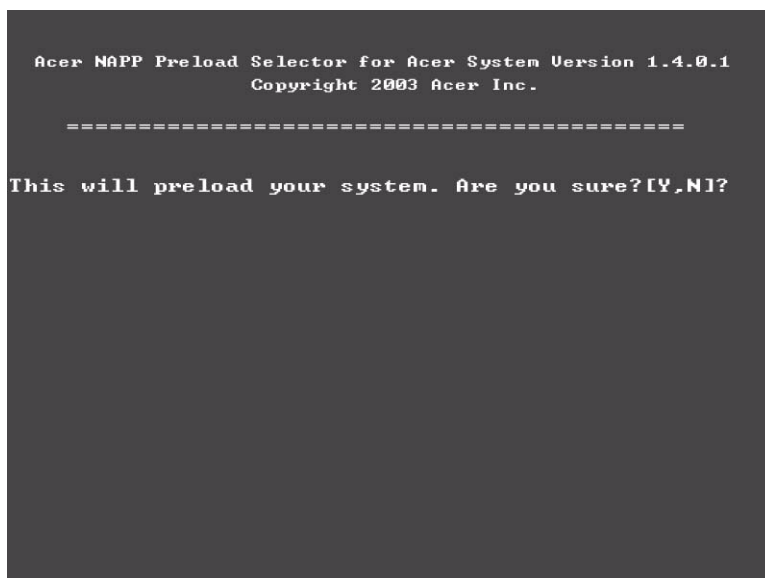 Acer NAPP Preload Selector for Acer System Version 1.4.0.1
Copyright 2003 Acer Inc.
===========================================
This will preload your system. Are you sure?[Y,N]?